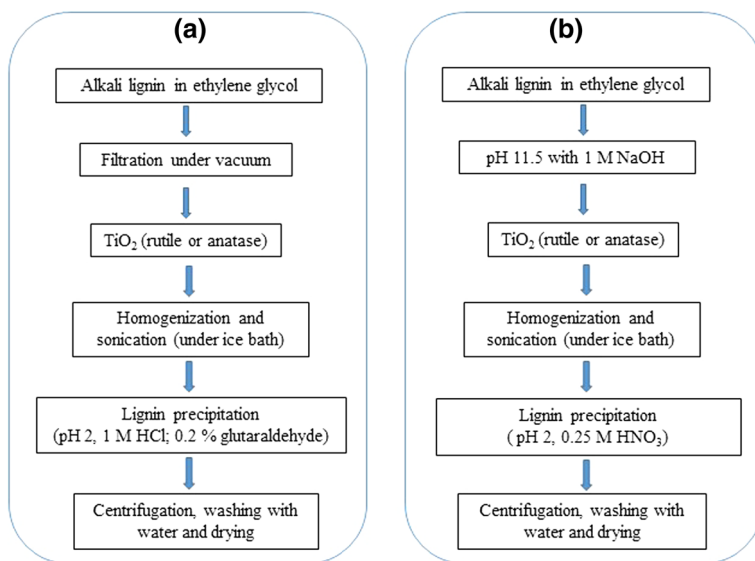 (a)
Alkali lignin in ethylene glycol
Filtration under vacuum
TiO₂ (rutile or anatase)
Homogenization and
sonication (under ice bath)
Lignin precipitation
(pH 2, 1 M HCl; 0.2 % glutaraldehyde)
Centrifugation, washing with
water and drying
(b)
Alkali lignin in ethylene glycol
pH 11.5 with 1 M NaOH
TiO₂ (rutile or anatase)
Homogenization and
sonication (under ice bath)
Lignin precipitation
( pH 2, 0.25 M HNO₃)
Centrifugation, washing with
water and drying